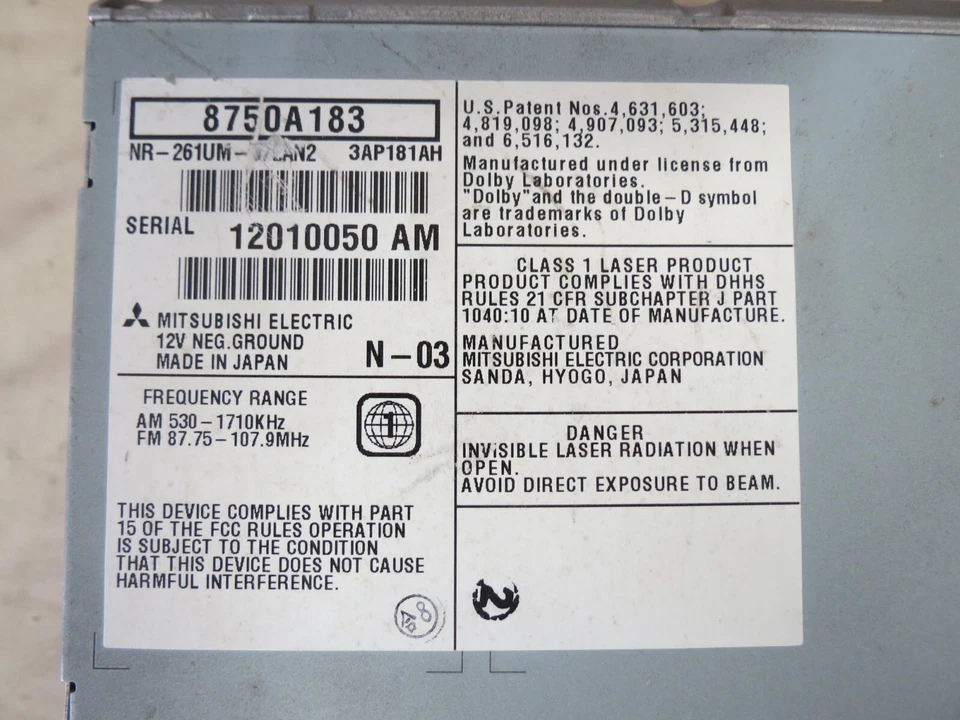 8750A183
3AP181AH
SERIAL 12010050 AM
MITSUBISHI ELECTRIC
12V NEG.GROUND
MADE IN JAPAN N-03
FREQUENCY RANGE
AM 530-1710KHz
FM 87.75-107.9MHz
1
THIS DEVICE COMPLIES WITH PART
15 OF THE FCC RULES OPERATION
IS SUBJECT TO THE CONDITION
THAT THIS DEVICE DOES NOT CAUSE
HARMFUL INTERFERENCE.
U.S.Patent Nos.4,631,603;
4,819,098; 4,907,093; 5,315,448;
and 6,516,132.
Manufactured under license from
Dolby Laboratories.
"Dolby"and the double-D symbol
are trademarks of Dolby
Laboratories.
CLASS 1 LASER PRODUCT
PRODUCT COMPLIES WITH DHHS
RULES 21 CFR SUBCHAPTER J PART
1040:10 AT DATE OF MANUFACTURE.
MANUFACTURED
MITSUBISHI ELECTRIC CORPORATION
SANDA, HYOGO, JAPAN
DANGER
INVISIBLE LASER RADIATION WHEN
OPEN.
AVOID DIRECT EXPOSURE TO BEAM.
2